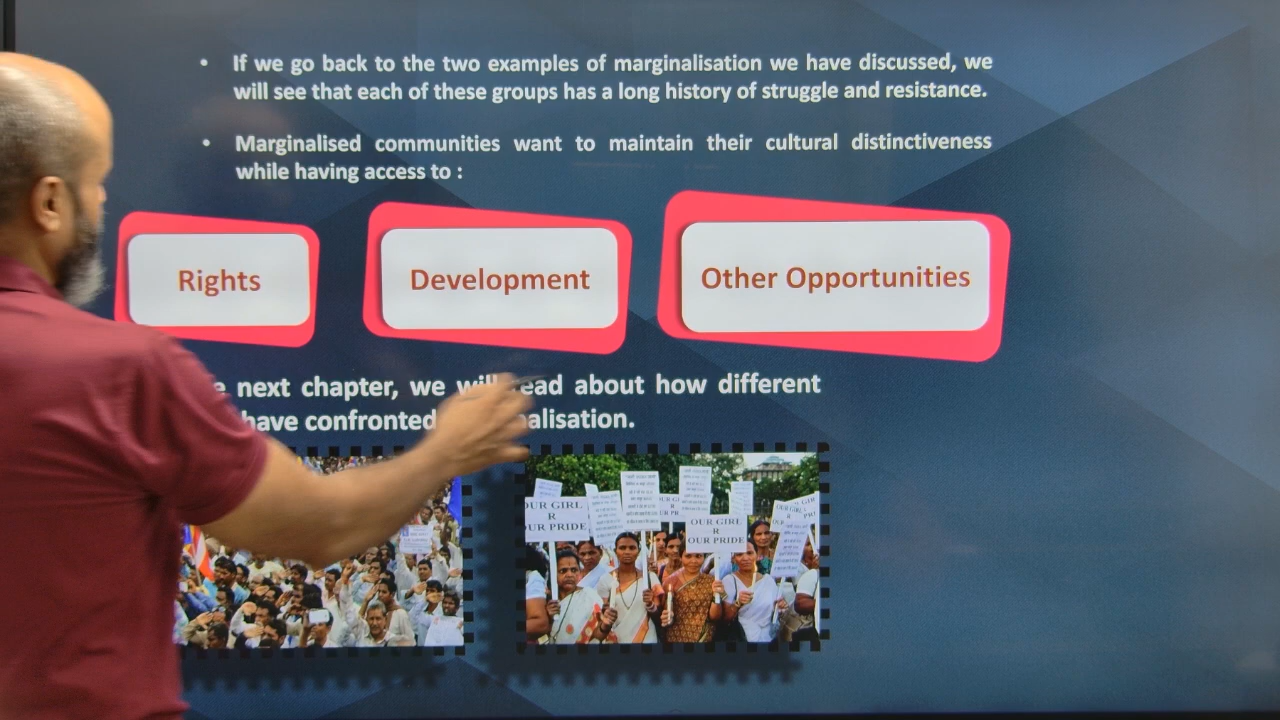 • If we go back to the two examples of marginalisation we have discussed, we
will see that each of these groups has a long history of struggle and resistance.
• Marginalised communities want to maintain their cultural distinctiveness
while having access to :
Rights
Development
Other Opportunities
next chapter, we will read about how different
have confronted
OUR GIRL
R
OUR PRIDE
OUR GIRL
R
OUR PRIDE